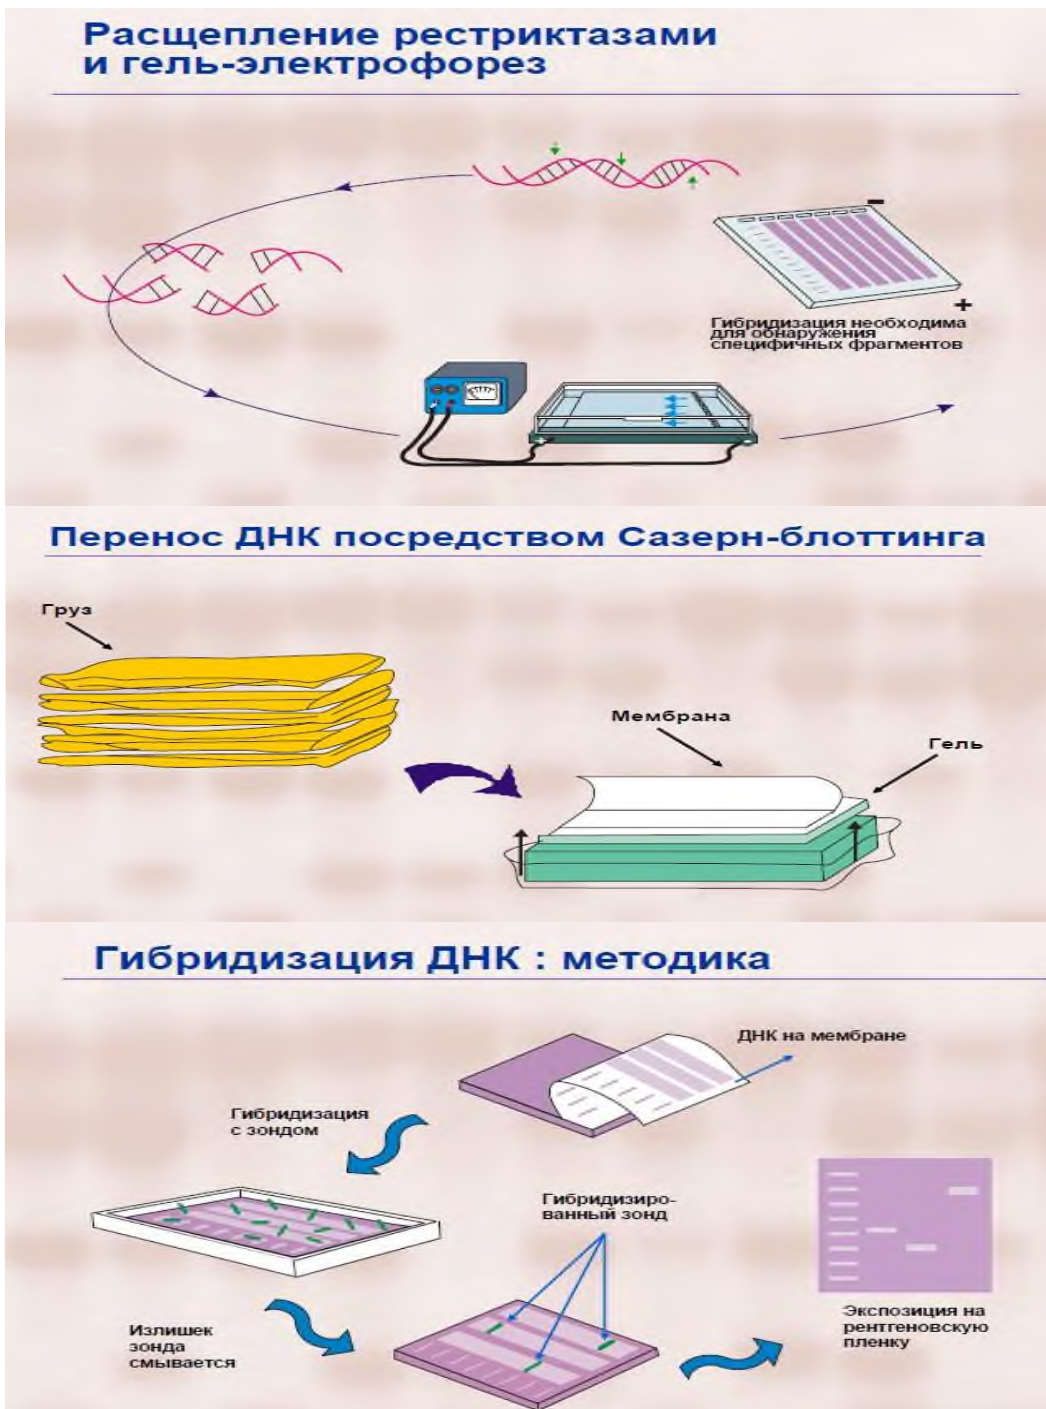 Расщепление рестриктазами
и гель-электрофорез
−
+
Гибридизация необходима
для обнаружения
специфичных фрагментов
+
-
Перенос ДНК посредством Сазерн-блоттинга
Груз
Мембрана
Гель
Гибридизация ДНК : методика
ДНК на мембране
Гибридизация
с зондом
Гибридизиро-
ванный зонд
Излишек
зонда
смывается
Экспозиция на
рентгеновскую
пленку